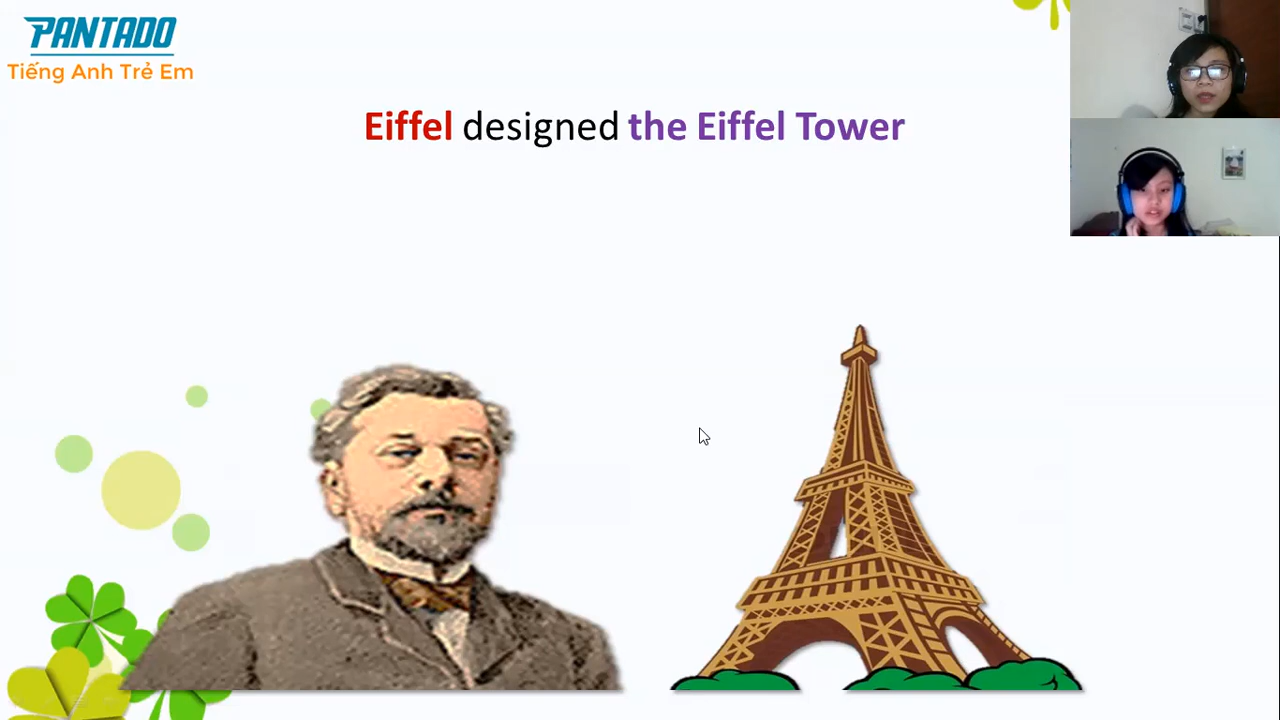 PANTADO
Tiếng Anh Trẻ Em
Eiffel designed the Eiffel Tower